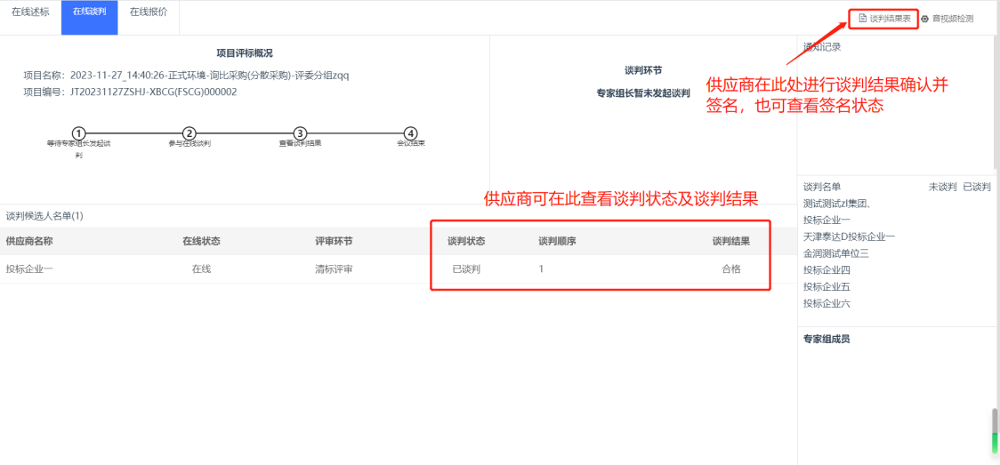 在线述标 在线谈判 在线报价 谈判结果表 音视频检测
项目评标概况
项目名称：2023-11-27_14:40:26-正式环境-询比采购(分散采购)-评委分组zqq
项目编号：JT20231127ZSHJ-XBCG(FSCG)000002
1 2 3 4
等待专家组长发起谈 参与在线谈判 查看谈判结果 会议结束
判
谈判环节
专家组长暂未发起谈判
通知记录
供应商在此处进行谈判结果确认并
签名，也可查看签名状态
谈判名单 未谈判 已谈判
测试测试zl集团、
投标企业一
天津泰达D投标企业一
金润测试单位三
投标企业四
投标企业五
投标企业六
专家组成员
供应商可在此查看谈判状态及谈判结果
谈判候选人名单(1)
供应商名称 在线状态 评审环节 谈判状态 谈判顺序 谈判结果
投标企业一 在线 清标评审 已谈判 1 合格